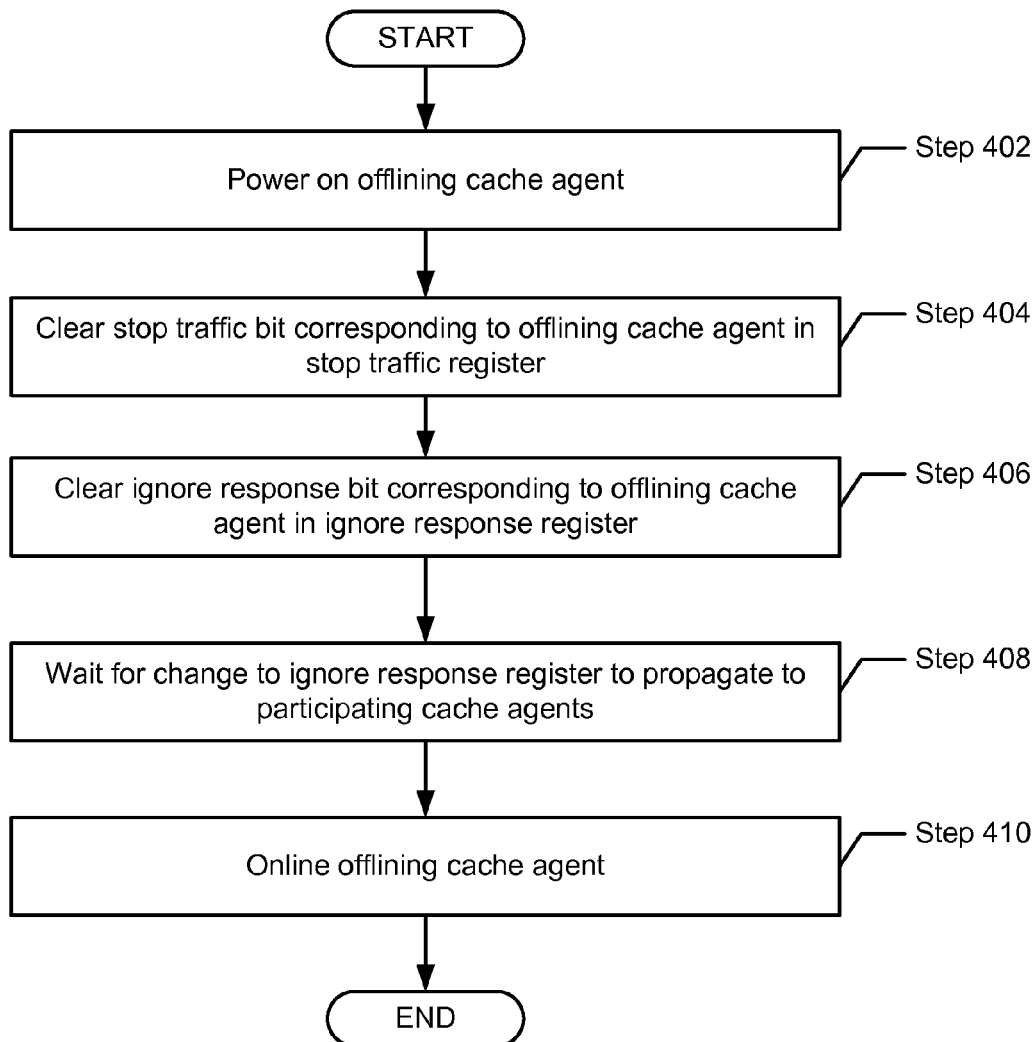 START
Step 402
Power on offlining cache agent
Step 404
Clear stop traffic bit corresponding to offlining cache agent in
stop traffic register
Step 406
Clear ignore response bit corresponding to offlining cache
agent in ignore response register
Step 408
Wait for change to ignore response register to propagate to
participating cache agents
Step 410
Online offlining cache agent
END